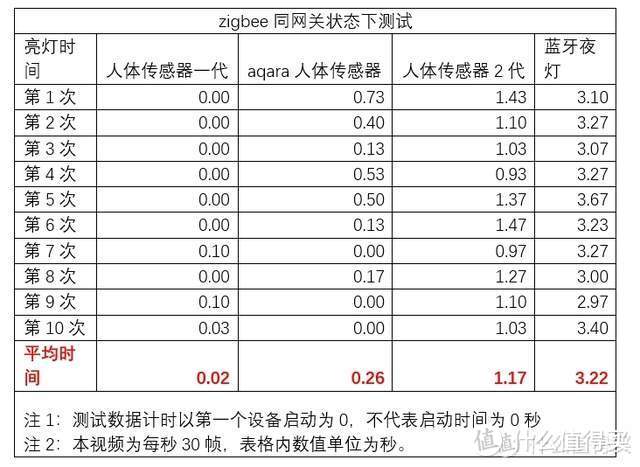 zigbee 同网关状态下测试
亮灯时间 人体传感器一代 aqara 人体传感器 人体传感器 2 代 蓝牙夜灯
第 1 次 0.00 0.73 1.43 3.10
第 2 次 0.00 0.40 1.10 3.27
第 3 次 0.00 0.13 1.03 3.07
第 4 次 0.00 0.53 0.93 3.27
第 5 次 0.00 0.50 1.37 3.67
第 6 次 0.00 0.13 1.47 3.23
第 7 次 0.10 0.00 0.97 3.27
第 8 次 0.00 0.17 1.27 3.00
第 9 次 0.10 0.00 1.10 2.97
第 10 次 0.03 0.00 1.03 3.40
平均时间 0.02 0.26 1.17 3.22
注 1：测试数据计时以第一个设备启动为 0，不代表启动时间为 0 秒
注 2：本视频为每秒 30 帧，表格内数值单位为秒。
值 什么值得买